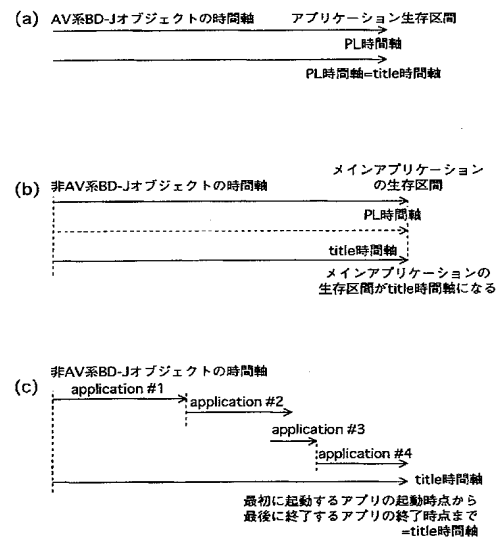 (a)
AV系BD-Jオブジェクトの時間軸
アプリケーション生存区間
PL時間軸
PL時間軸=title時間軸
(b)
非AV系BD-Jオブジェクトの時間軸
メインアプリケーション
の生存区間
PL時間軸
title時間軸
メインアプリケーションの
生存区間がtitle時間軸になる
(c)
非AV系BD-Jオブジェクトの時間軸
application #1
application #2
application #3
application #4
title時間軸
最初に起動するアプリの起動時点から
最後に終了するアプリの終了時点まで
=title時間軸